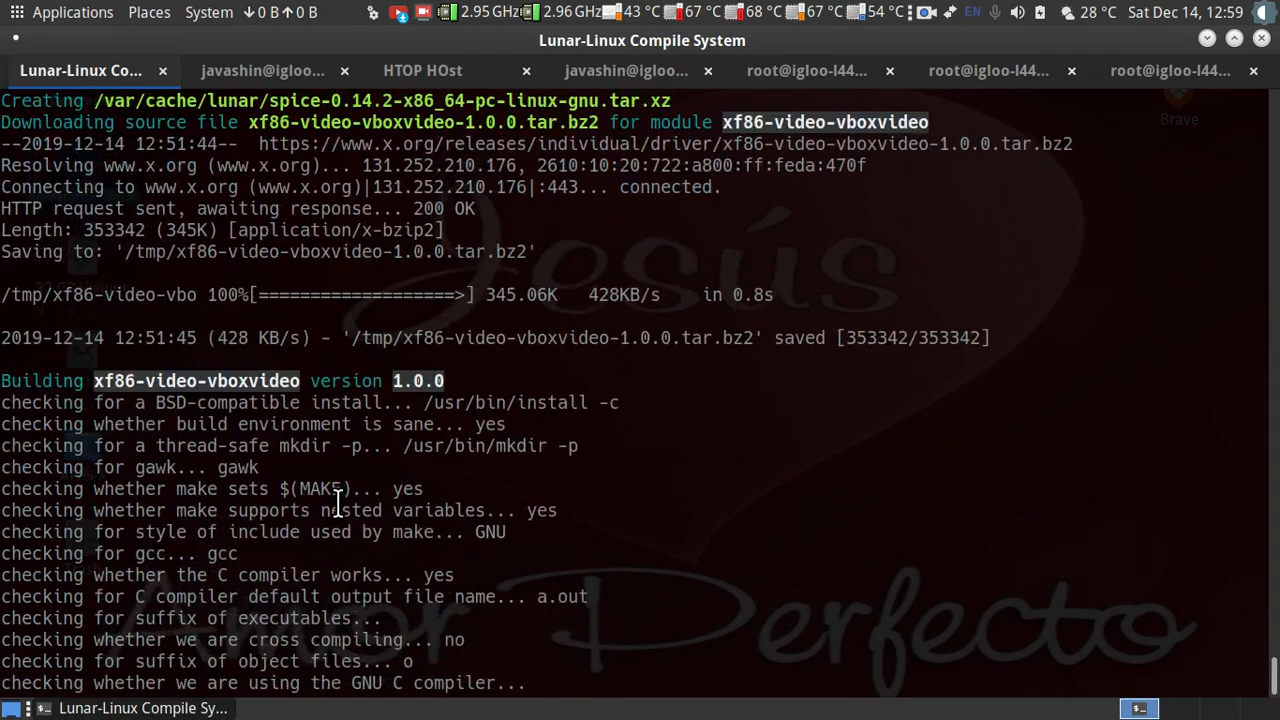 Applications Places System ↓0 B↑0 B 2.95 GHz 2.96 GHz 43 °C 67 °C 68 °C 67 °C 54 °C EN 28 °C Sat Dec 14, 12:59
Lunar-Linux Compile System
Lunar-Linux Co... × javashin@igloo... × HTOP HOst × javashin@igloo... × root@igloo-l44... × root@igloo-l44... × root@igloo-l44... ×
Creating /var/cache/lunar/spice-0.14.2-x86_64-pc-linux-gnu.tar.xz
Downloading source file xf86-video-vboxvideo-1.0.0.tar.bz2 for module xf86-video-vboxvideo
--2019-12-14 12:51:44-- https://www.x.org/releases/individual/driver/xf86-video-vboxvideo-1.0.0.tar.bz2
Resolving www.x.org (www.x.org)... 131.252.210.176, 2610:10:20:722:a800:ff:feda:470f
Connecting to www.x.org (www.x.org)|131.252.210.176|:443... connected.
HTTP request sent, awaiting response... 200 OK
Length: 353342 (345K) [application/x-bzip2]
Saving to: '/tmp/xf86-video-vboxvideo-1.0.0.tar.bz2'
/tmp/xf86-video-vbo 100%[===================>] 345.06K 428KB/s in 0.8s
2019-12-14 12:51:45 (428 KB/s) - '/tmp/xf86-video-vboxvideo-1.0.0.tar.bz2' saved [353342/353342]
Building xf86-video-vboxvideo version 1.0.0
checking for a BSD-compatible install... /usr/bin/install -c
checking whether build environment is sane... yes
checking for a thread-safe mkdir -p... /usr/bin/mkdir -p
checking for gawk... gawk
checking whether make sets $(MAKE)... yes
checking whether make supports nested variables... yes
checking for style of include used by make... GNU
checking for gcc... gcc
checking whether the C compiler works... yes
checking for C compiler default output file name... a.out
checking for suffix of executables...
checking whether we are cross compiling... no
checking for suffix of object files... o
checking whether we are using the GNU C compiler...
Brave
Jesús
Amor Perfecto
Lunar-Linux Compile Sy...